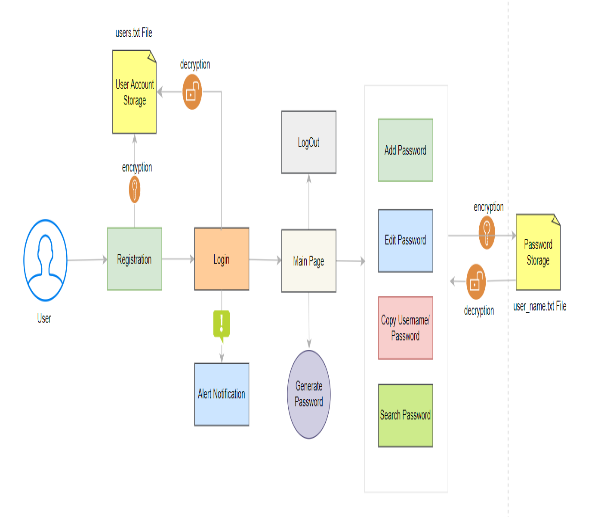 users.txt File
User Account
Storage
decryption
encryption
User
Registration
Login
Alert Notification
LogOut
Main Page
Generate
Password
Add Password
Edit Password
Copy Username/
Password
Search Password
encryption
decryption
Password
Storage
user_name.txt File